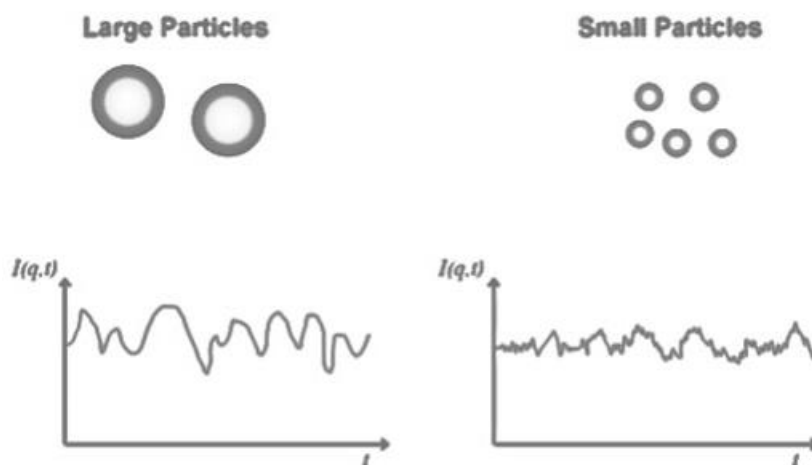 Large Particles
Small Particles
I(q,t)
I(q,t)
t
t